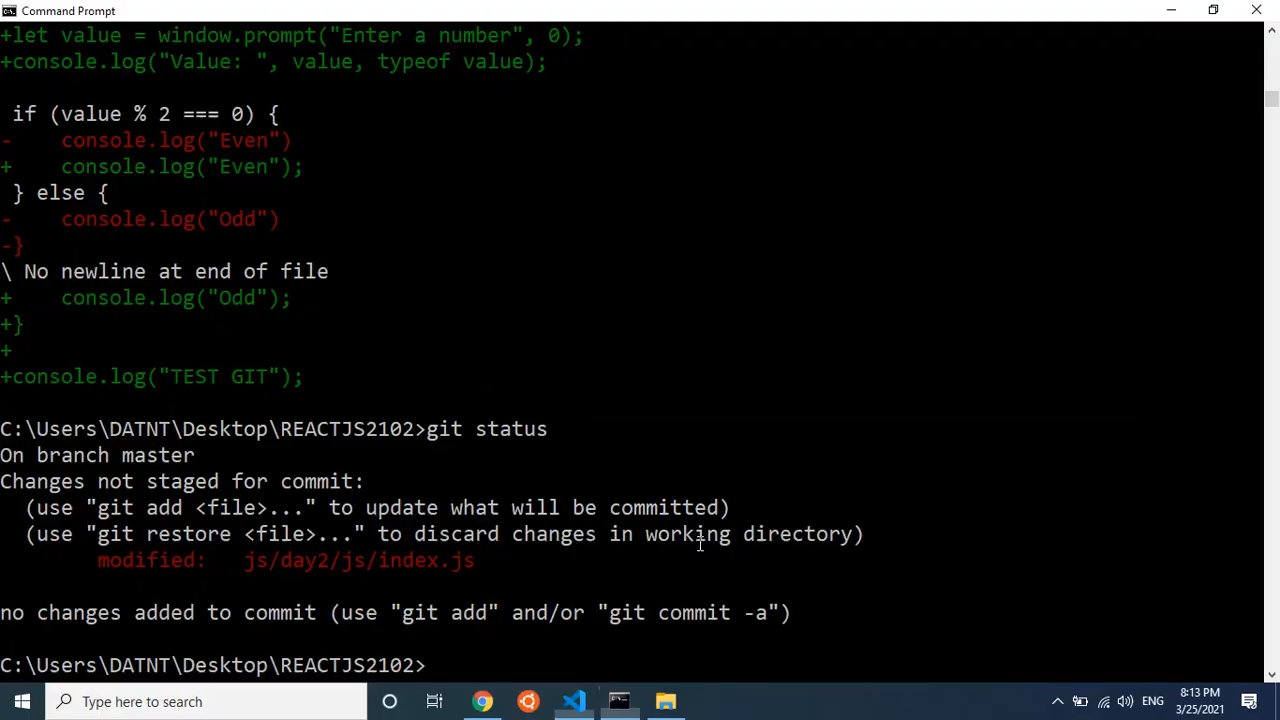 Command Prompt
+let value = window.prompt("Enter a number", 0);
+console.log("Value: ", value, typeof value);
 if (value % 2 === 0) {
-    console.log("Even")
+    console.log("Even");
 } else {
-    console.log("Odd")
-}
\ No newline at end of file
+    console.log("Odd");
+}
+
+console.log("TEST GIT");
C:\Users\DATNT\Desktop\REACTJS2102>git status
On branch master
Changes not staged for commit:
  (use "git add <file>..." to update what will be committed)
  (use "git restore <file>..." to discard changes in working directory)
        modified:   js/day2/js/index.js
no changes added to commit (use "git add" and/or "git commit -a")
C:\Users\DATNT\Desktop\REACTJS2102>
Type here to search
ENG
8:13 PM
3/25/2021